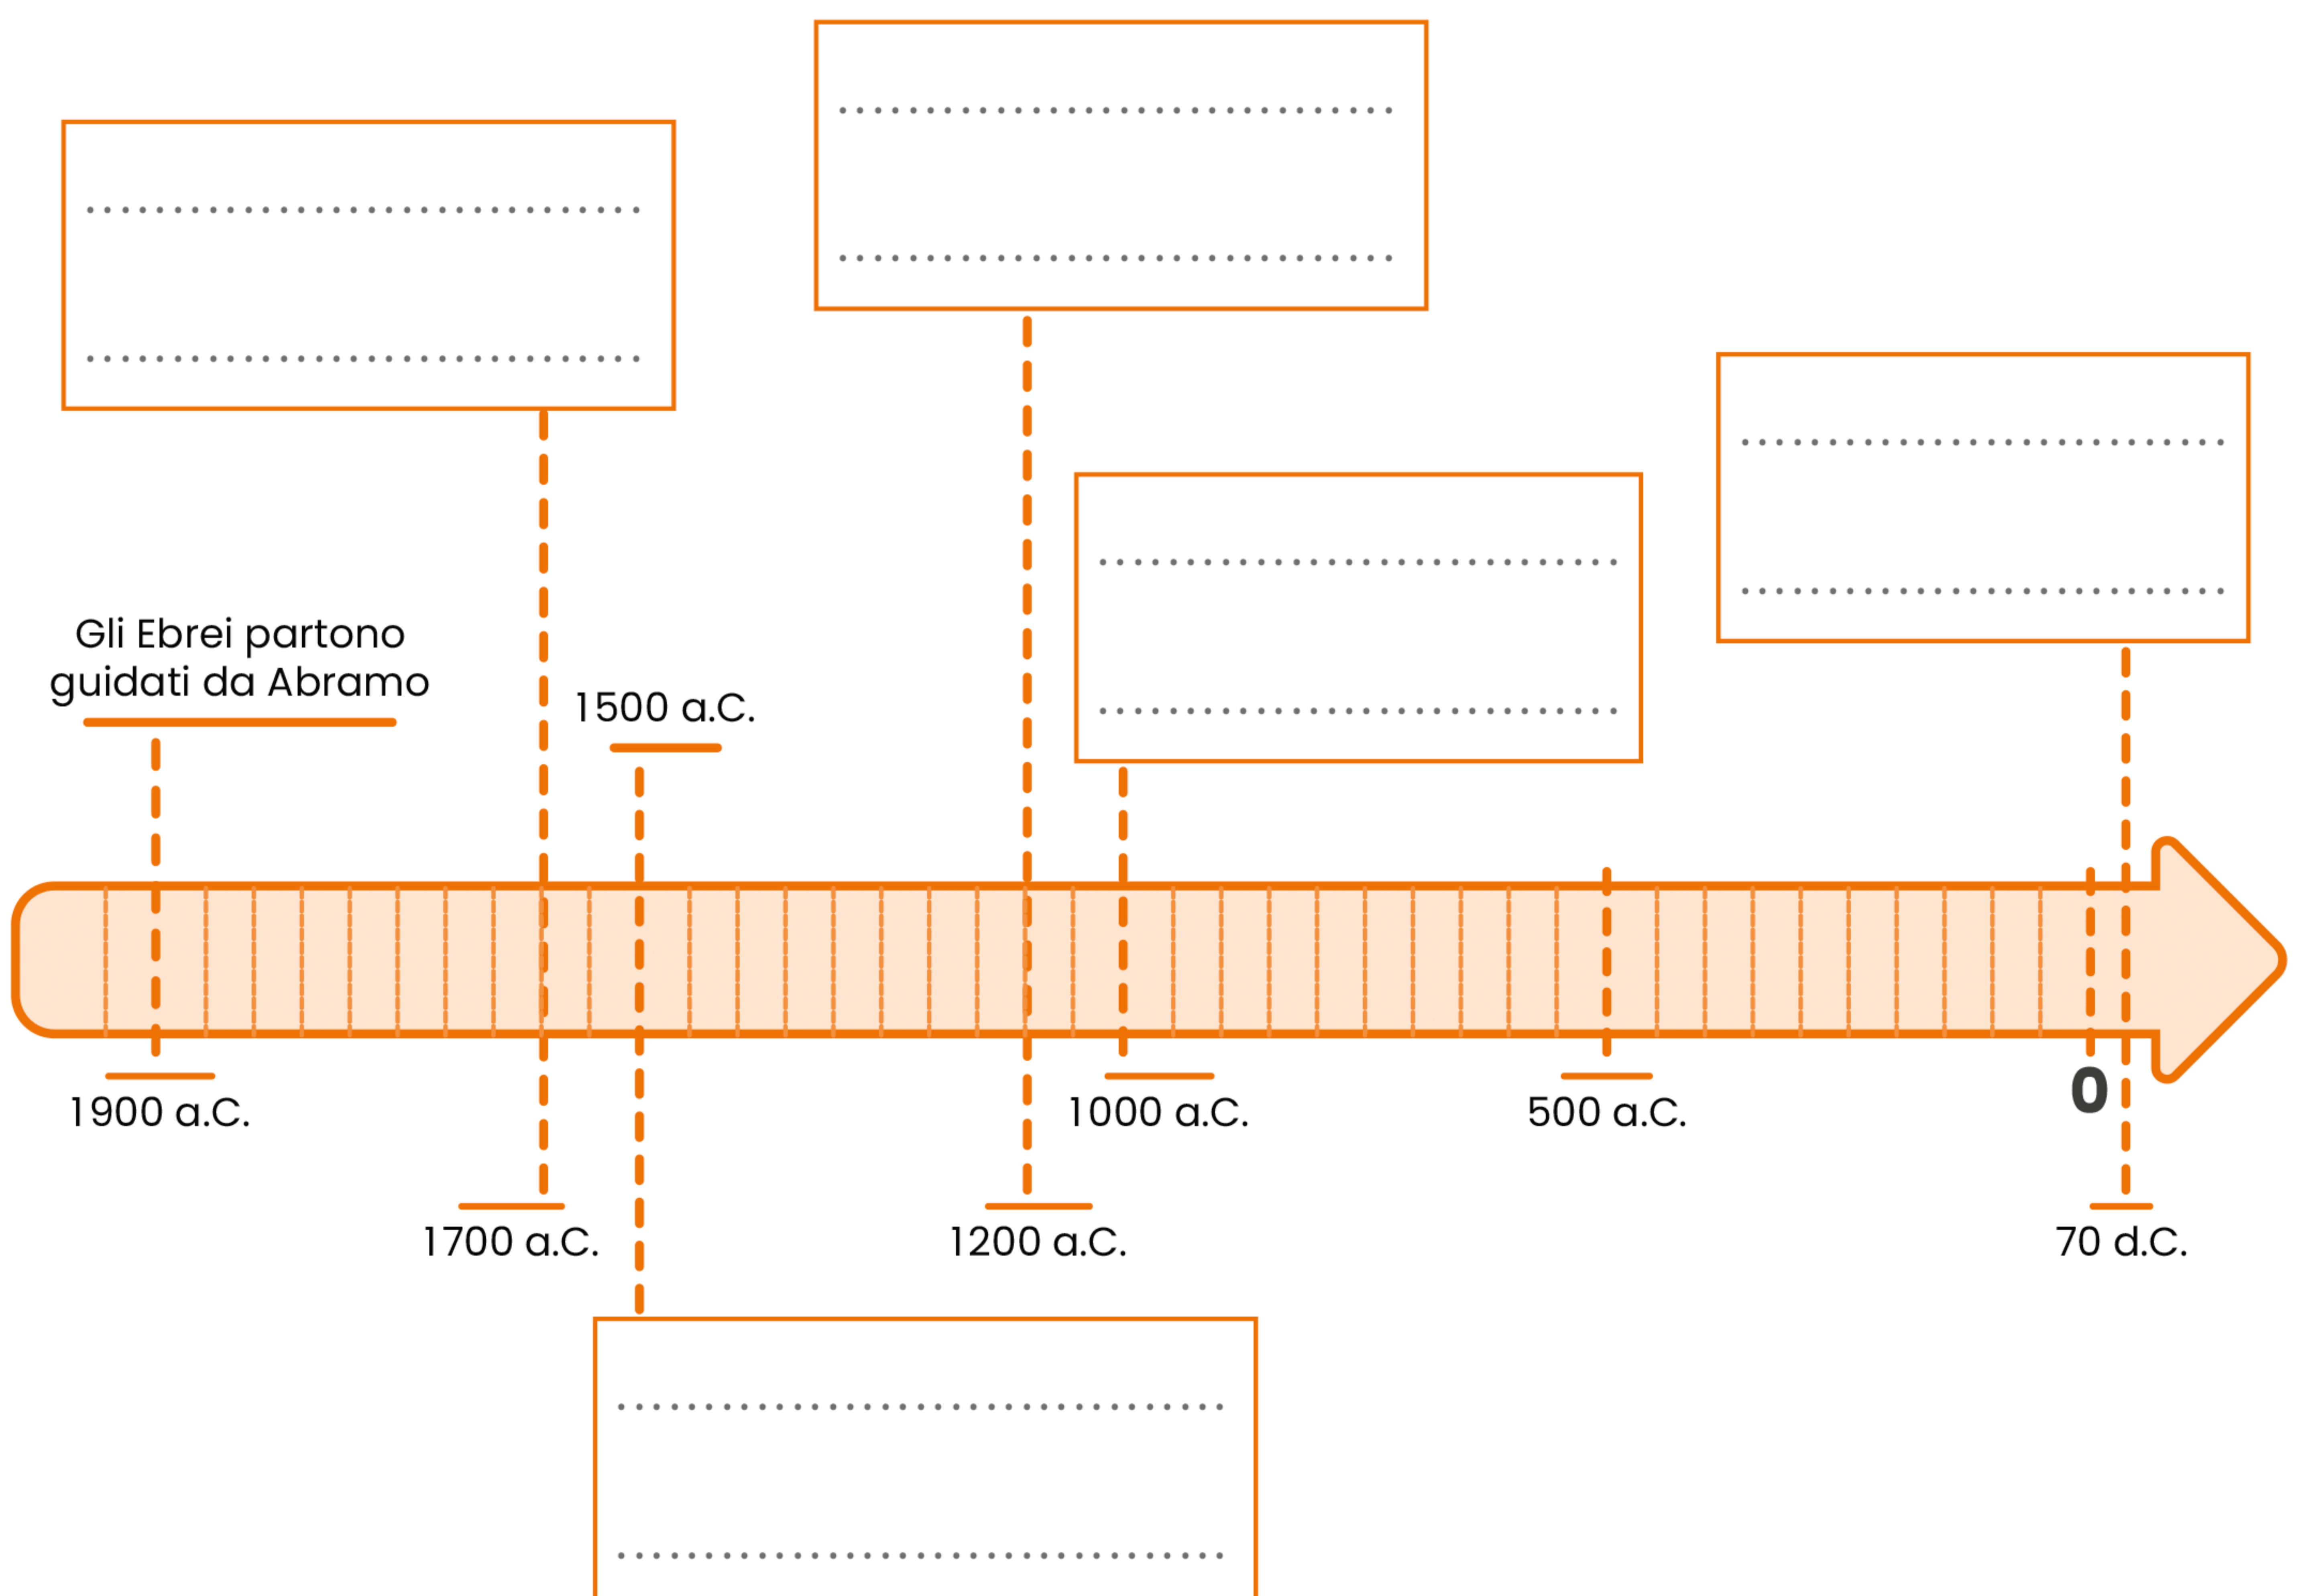 Gli Ebrei partono
guidati da Abramo
1500 a.C.
1900 a.C.
1000 a.C.
500 a.C.
0
1700 a.C.
1200 a.C.
70 d.C.